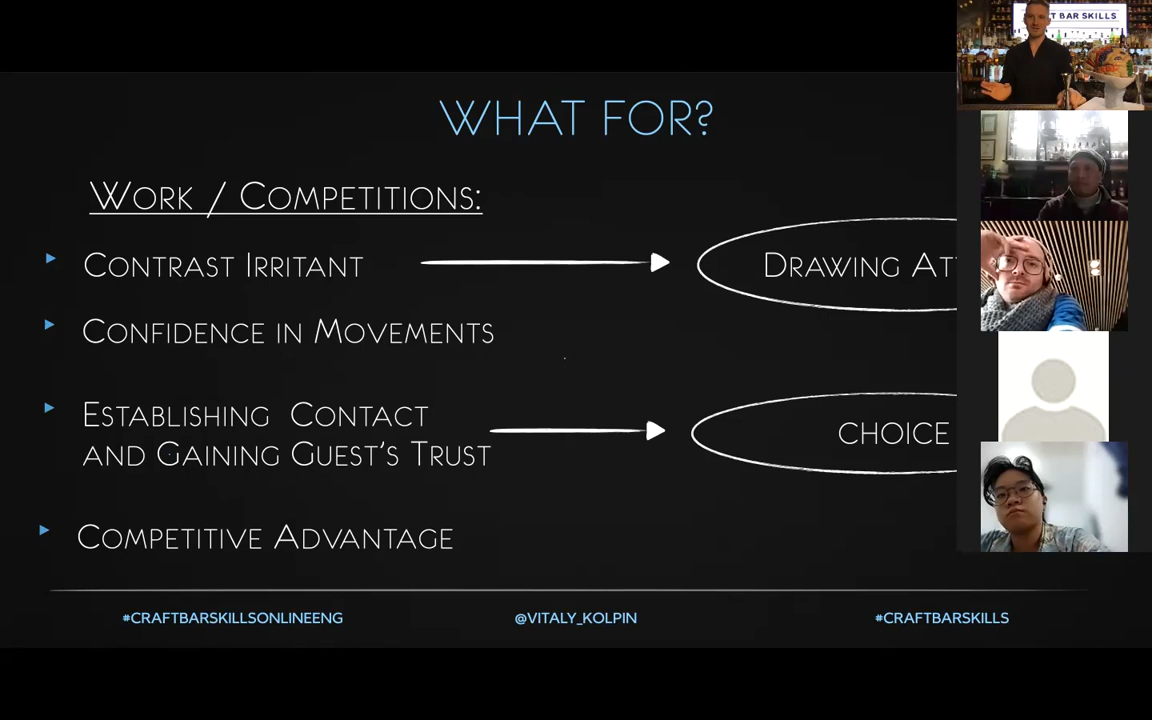 WHAT FOR?
WORK / COMPETITIONS:
CONTRAST IRRITANT
DRAWING
CONFIDENCE IN MOVEMENTS
ESTABLISHING CONTACT
AND GAINING GUEST'S TRUST
CHOICE
COMPETITIVE ADVANTAGE
#CRAFTBARSKILLSONLINEENG
@VITALY_KOLPIN
#CRAFTBARSKILLS
BAR SKILLS